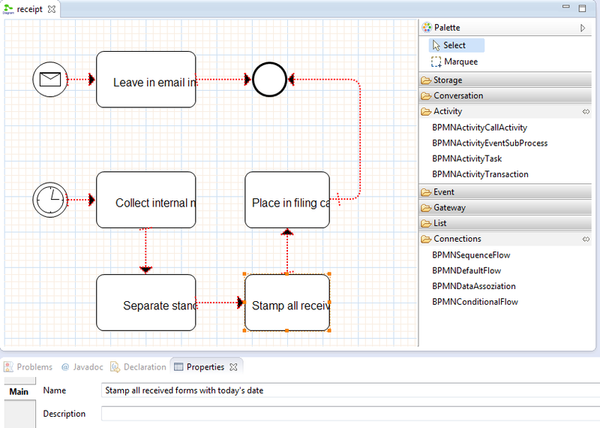 receipt
Leave in email in
Collect internal m
Place in filing ca
Separate stand
Stamp all receiv
Palette
Select
Marquee
Storage
Conversation
Activity
BPMNActivityCallActivity
BPMNActivityEventSubProcess
BPMNActivityTask
BPMNActivityTransaction
Event
Gateway
List
Connections
BPMNSequenceFlow
BPMNDefaultFlow
BPMNDataAssoziation
BPMNConditionalFlow
Problems @ Javadoc Declaration Properties
Main Name Stamp all received forms with today's date
Description